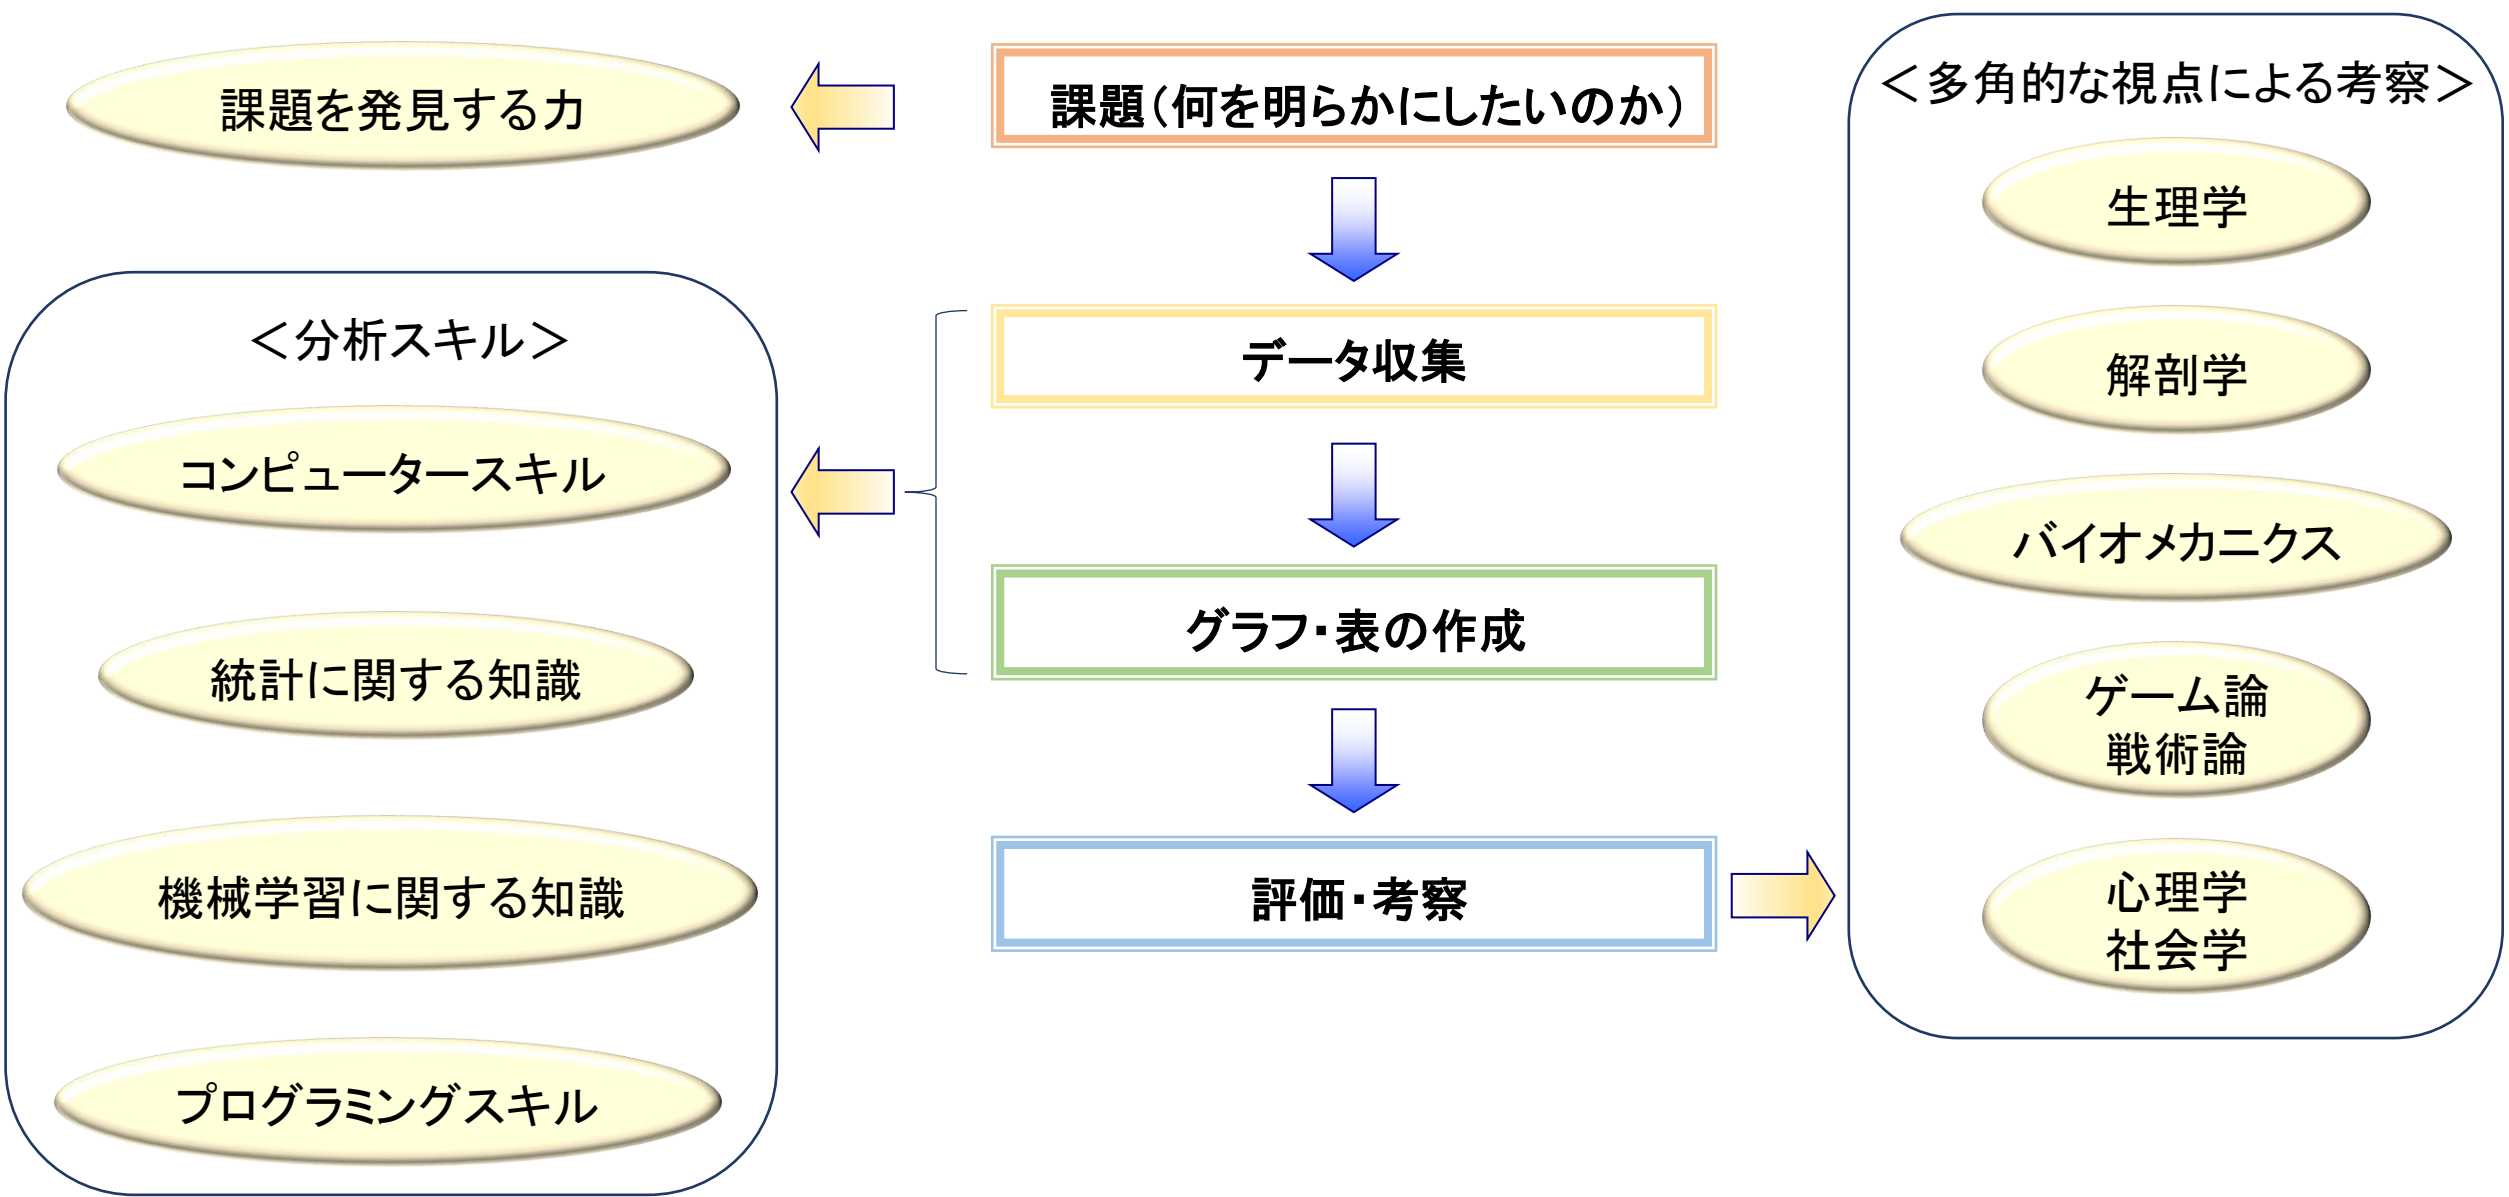 課題を発見する力
課題（何を明らかにしたいのか）
＜分析スキル＞
コンピュータースキル
統計に関する知識
機械学習に関する知識
プログラミングスキル
データ収集
グラフ・表の作成
評価・考察
＜多角的な視点による考察＞
生理学
解剖学
バイオメカニクス
ゲーム論
戦術論
心理学
社会学